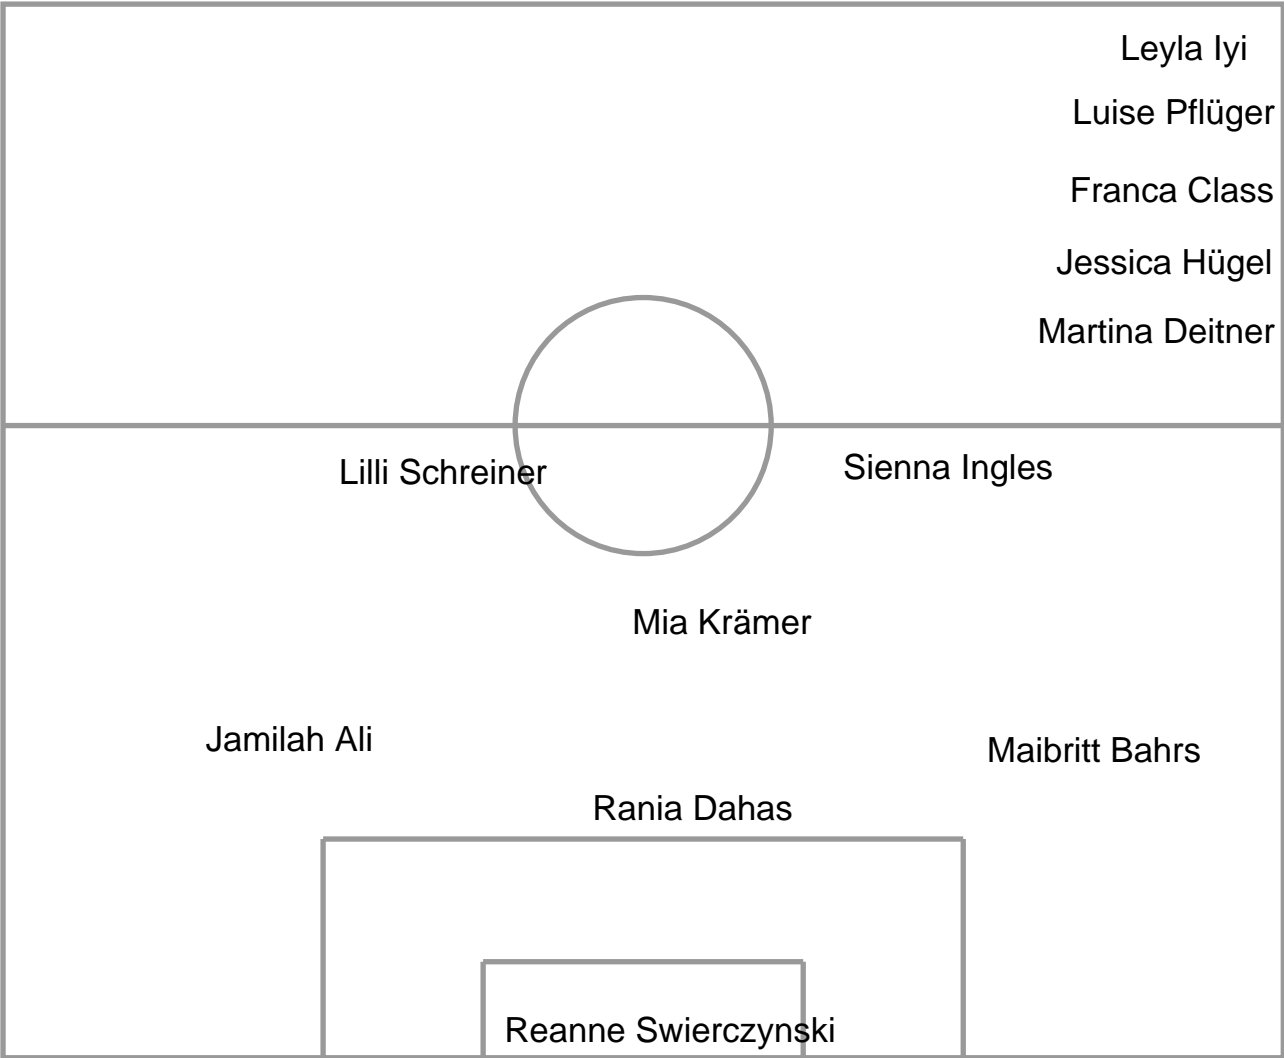 Leyla Iyi
Luise Pflüger
Franca Class
Jessica Hügel
Martina Deitner
Lilli Schreiner
Sienna Ingles
Mia Krämer
Jamilah Ali
Maibritt Bahrs
Rania Dahas
Reanne Swierczynski